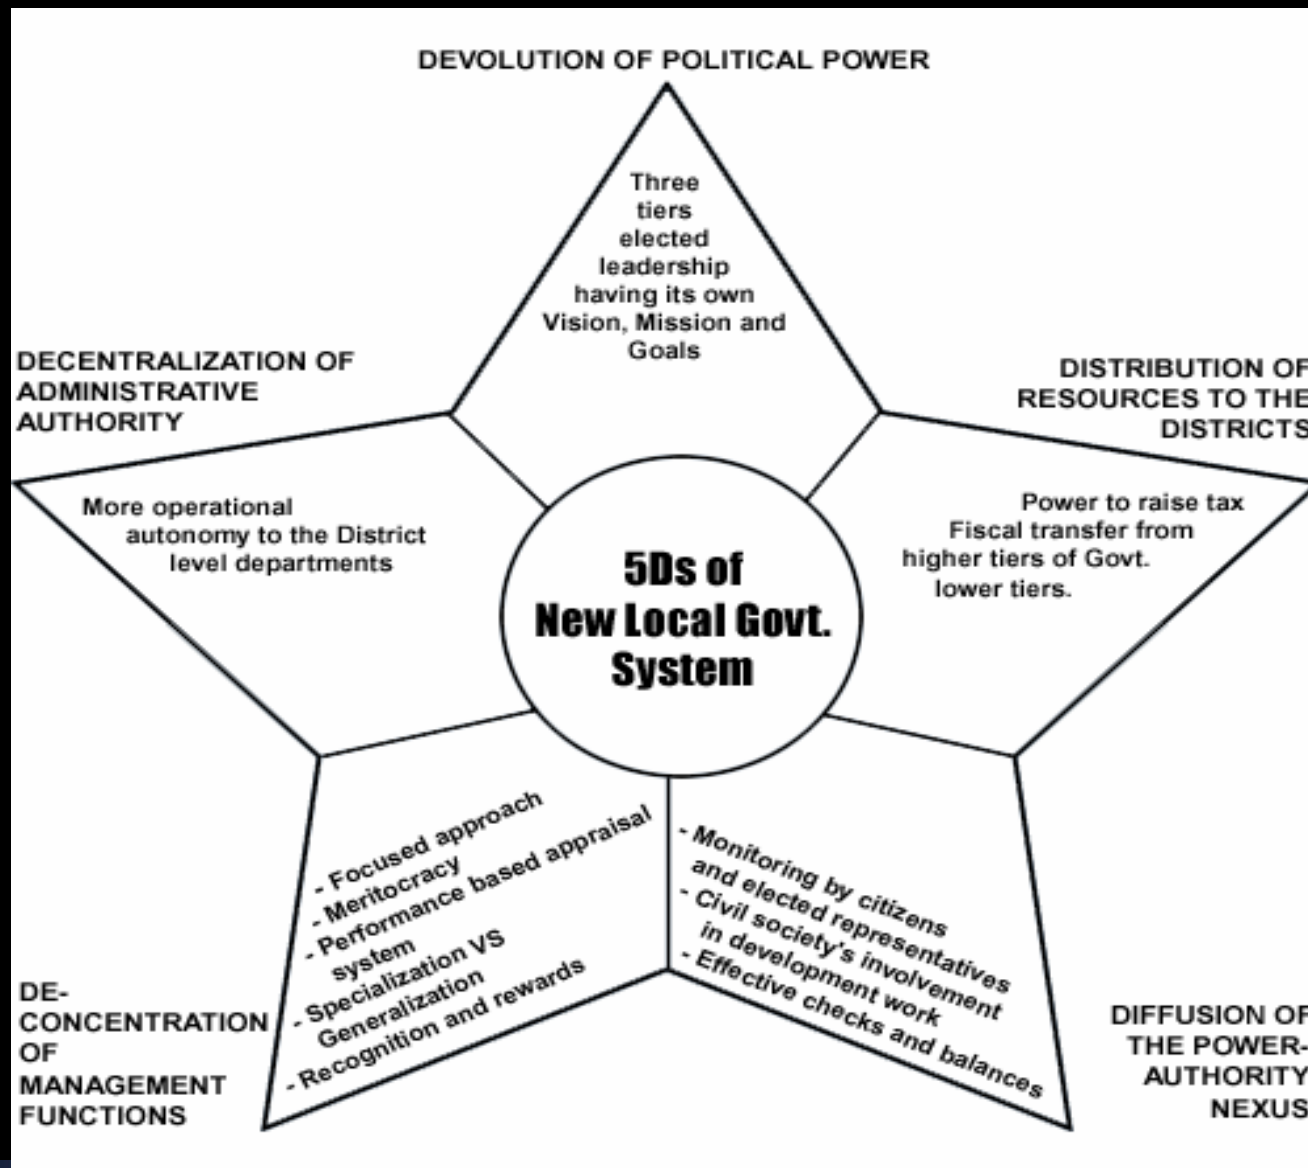 DEVOLUTION OF POLITICAL POWER
Three
tiers
elected
leadership
having its own
Vision, Mission and
Goals
DECENTRALIZATION OF
ADMINISTRATIVE
AUTHORITY
More operational
autonomy to the District
level departments
DISTRIBUTION OF
RESOURCES TO THE
DISTRICTS
Power to raise tax
Fiscal transfer from
higher tiers of Govt.
lower tiers.
5Ds of
New Local Govt.
System
DE-
CONCENTRATION
OF
MANAGEMENT
FUNCTIONS
- Focused approach
- Meritocracy
- Performance based appraisal
system
- Specialization VS
Generalization
- Recognition and rewards
- Monitoring by citizens
and elected representatives
- Civil society's involvement
in development work
- Effective checks and balances
DIFFUSION OF
THE POWER-
AUTHORITY
NEXUS